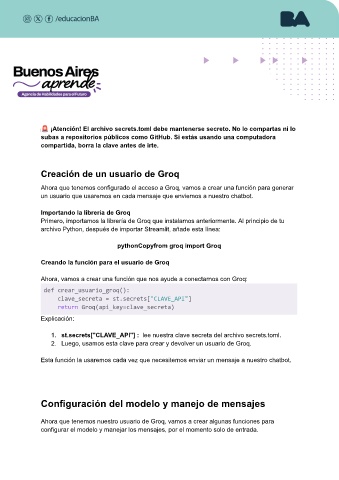 /educacionBA
BA
Buenos Aires
aprende
Agencia de Habilidades para el Futuro
🚨 ¡Atención! El archivo secrets.toml debe mantenerse secreto. No lo compartas ni lo
subas a repositorios públicos como GitHub. Si estás usando una computadora
compartida, borra la clave antes de irte.
Creación de un usuario de Groq
Ahora que tenemos configurado el acceso a Groq, vamos a crear una función para generar
un usuario que usaremos en cada mensaje que enviemos a nuestro chatbot.
Importando la librería de Groq
Primero, importamos la librería de Groq que instalamos anteriormente. Al principio de tu
archivo Python, después de importar Streamlit, añade esta línea:
pythonCopyfrom groq import Groq
Creando la función para el usuario de Groq
Ahora, vamos a crear una función que nos ayude a conectarnos con Groq:
def crear_usuario_groq():
clave_secreta = st.secrets["CLAVE_API"]
return Groq(api_key=clave_secreta)
Explicación:
1. st.secrets["CLAVE_API"] : lee nuestra clave secreta del archivo secrets.toml.
2. Luego, usamos esta clave para crear y devolver un usuario de Groq.
Esta función la usaremos cada vez que necesitemos enviar un mensaje a nuestro chatbot.
Configuración del modelo y manejo de mensajes
Ahora que tenemos nuestro usuario de Groq, vamos a crear algunas funciones para
configurar el modelo y manejar los mensajes, por el momento solo de entrada.